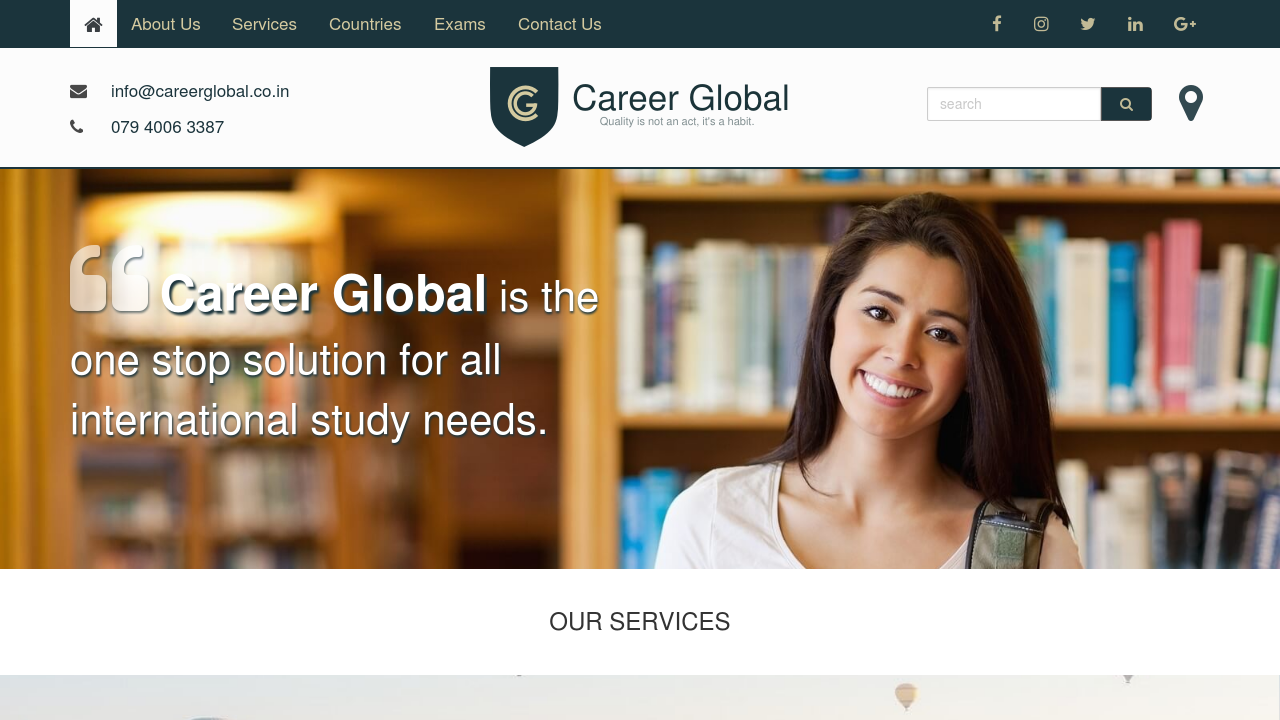 About Us Services Countries Exams Contact Us
info@careerglobal.co.in
079 4006 3387
Career Global
Quality is not an act, it's a habit.
search
Career Global is the
one stop solution for all
international study needs.
OUR SERVICES